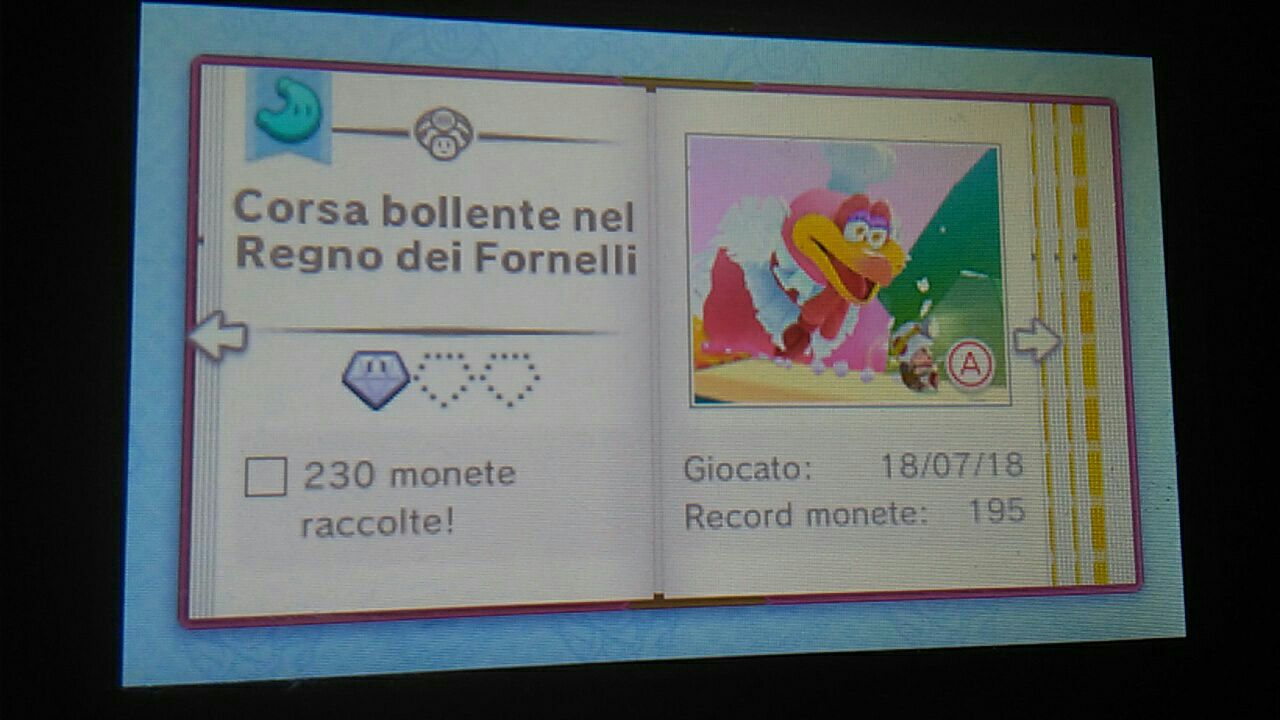 Corsa bollente nel
Regno dei Fornelli
230 monete
raccolte!
A
Giocato: 18/07/18
Record monete: 195